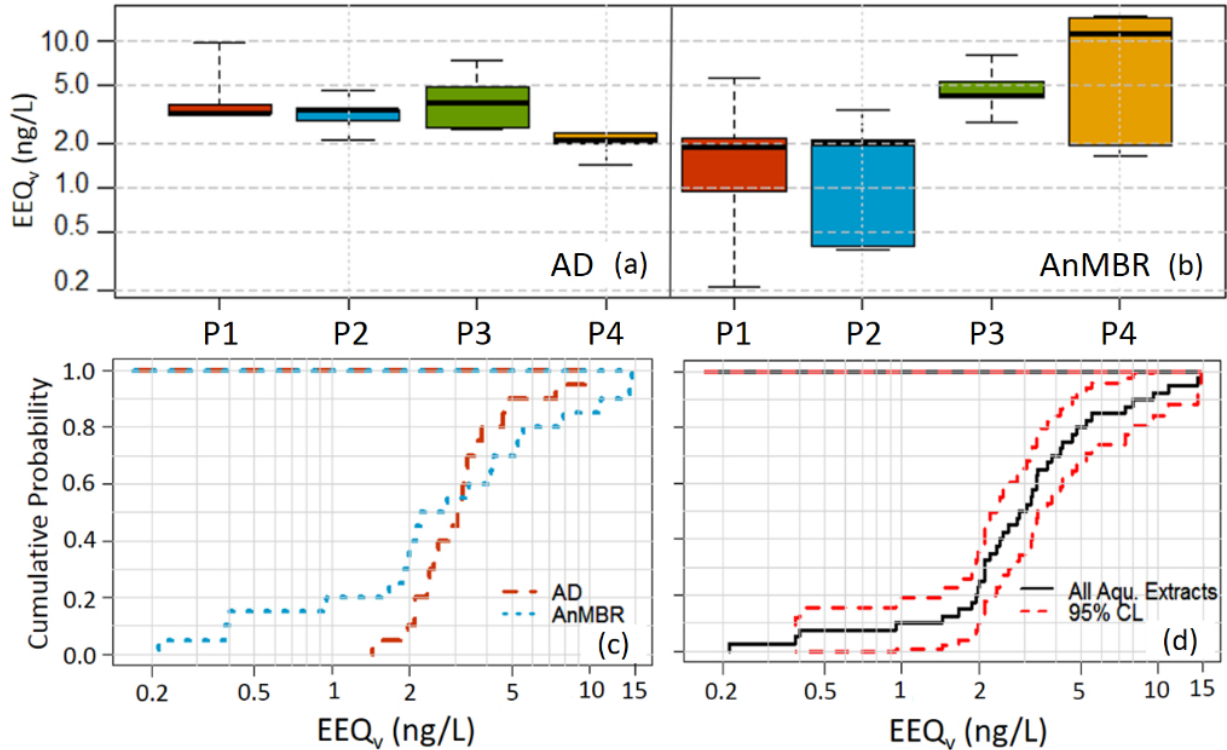 10.0
5.0
2.0
1.0
0.5
0.2
EEQv (ng/L)
AD (a)
AnMBR (b)
P1 P2 P3 P4 P1 P2 P3 P4
1.0
0.8
0.6
0.4
0.2
0.0
Cumulative Probability
AD
AnMBR
(c)
All Aqu. Extracts
95% CL
(d)
0.2 0.5 1 2 5 10 15
0.2 0.5 1 2 5 10 15
EEQv (ng/L)
EEQv (ng/L)